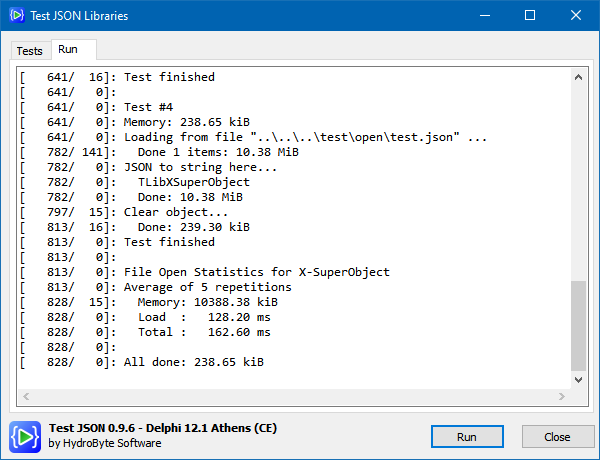 Test JSON Libraries
Tests Run
[   641/  16]: Test finished
[   641/   0]:
[   641/   0]: Test #4
[   641/   0]: Memory: 238.65 kiB
[   641/   0]: Loading from file "..\..\..\test\open\test.json" ...
[   782/ 141]:   Done 1 items: 10.38 MiB
[   782/   0]: JSON to string here...
[   782/   0]:   TLibXSuperObject
[   782/   0]:   Done: 10.38 MiB
[   797/  15]: Clear object...
[   813/  16]:   Done: 239.30 kiB
[   813/   0]: Test finished
[   813/   0]:
[   813/   0]: File Open Statistics for X-SuperObject
[   813/   0]: Average of 5 repetitions
[   828/  15]:   Memory: 10388.38 kiB
[   828/   0]:   Load  :   128.20 ms
[   828/   0]:   Total :   162.60 ms
[   828/   0]:
[   828/   0]: All done: 238.65 kiB
Test JSON 0.9.6 - Delphi 12.1 Athens (CE)
by HydroByte Software
Run
Close